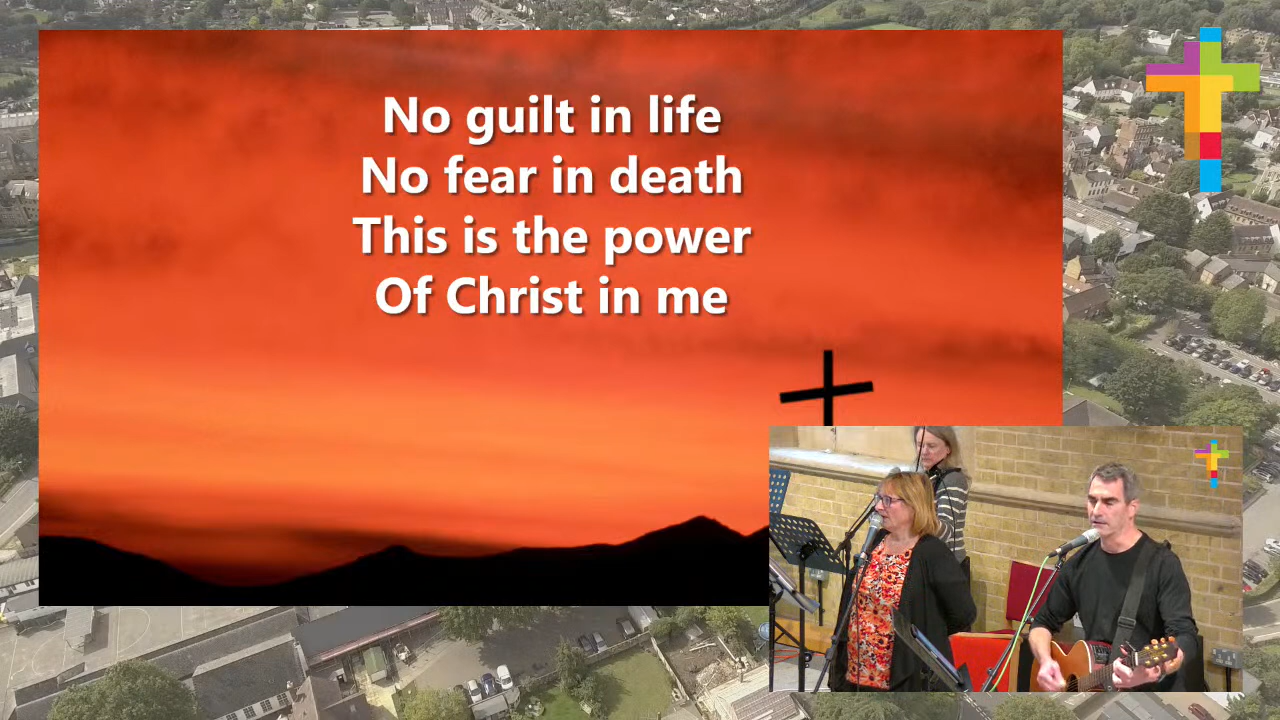 No guilt in life
No fear in death
This is the power
Of Christ in me